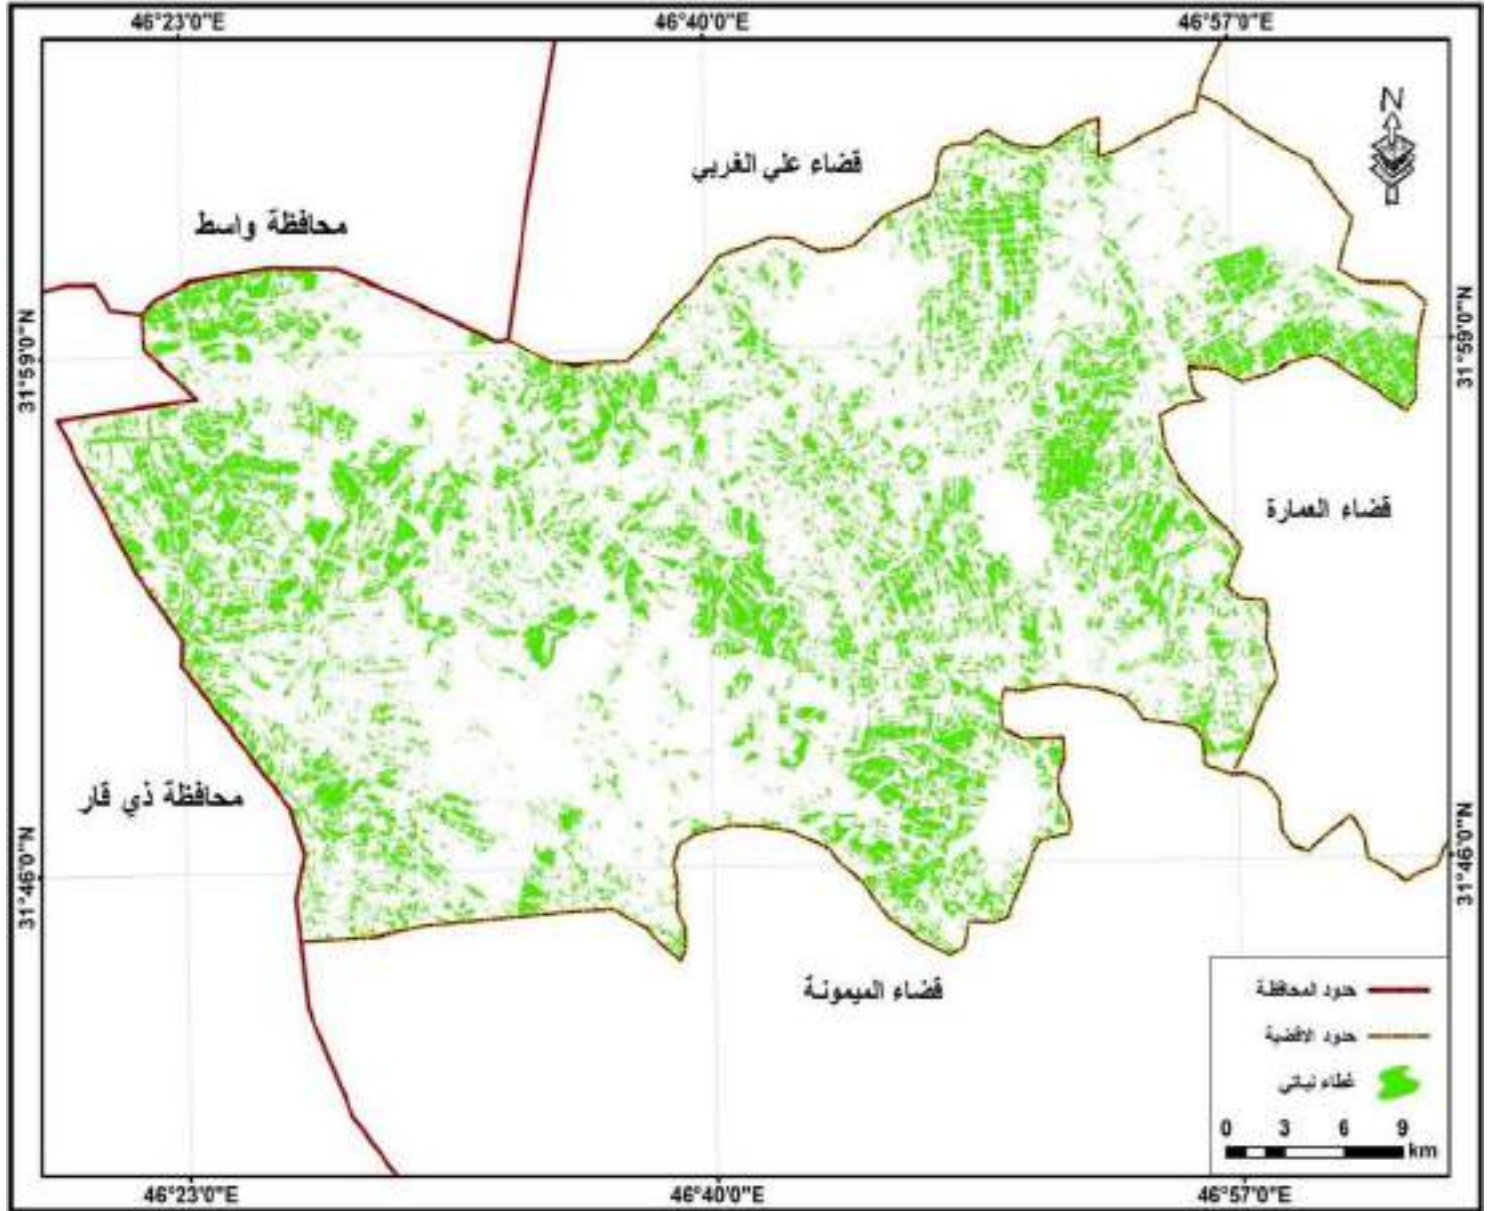 46°23'0"E
46°40'0"E
46°57'0"E
N
قضاء علي الغربي
محافظة واسط
31°59'0"N
31°59'0"N
قضاء العمارة
محافظة ذي قار
31°46'0"N
31°46'0"N
قضاء الميمونة
حدود المحافظة
حدود الاقضية
غطاء نباتي
0 3 6 9
km
46°23'0"E
46°40'0"E
46°57'0"E